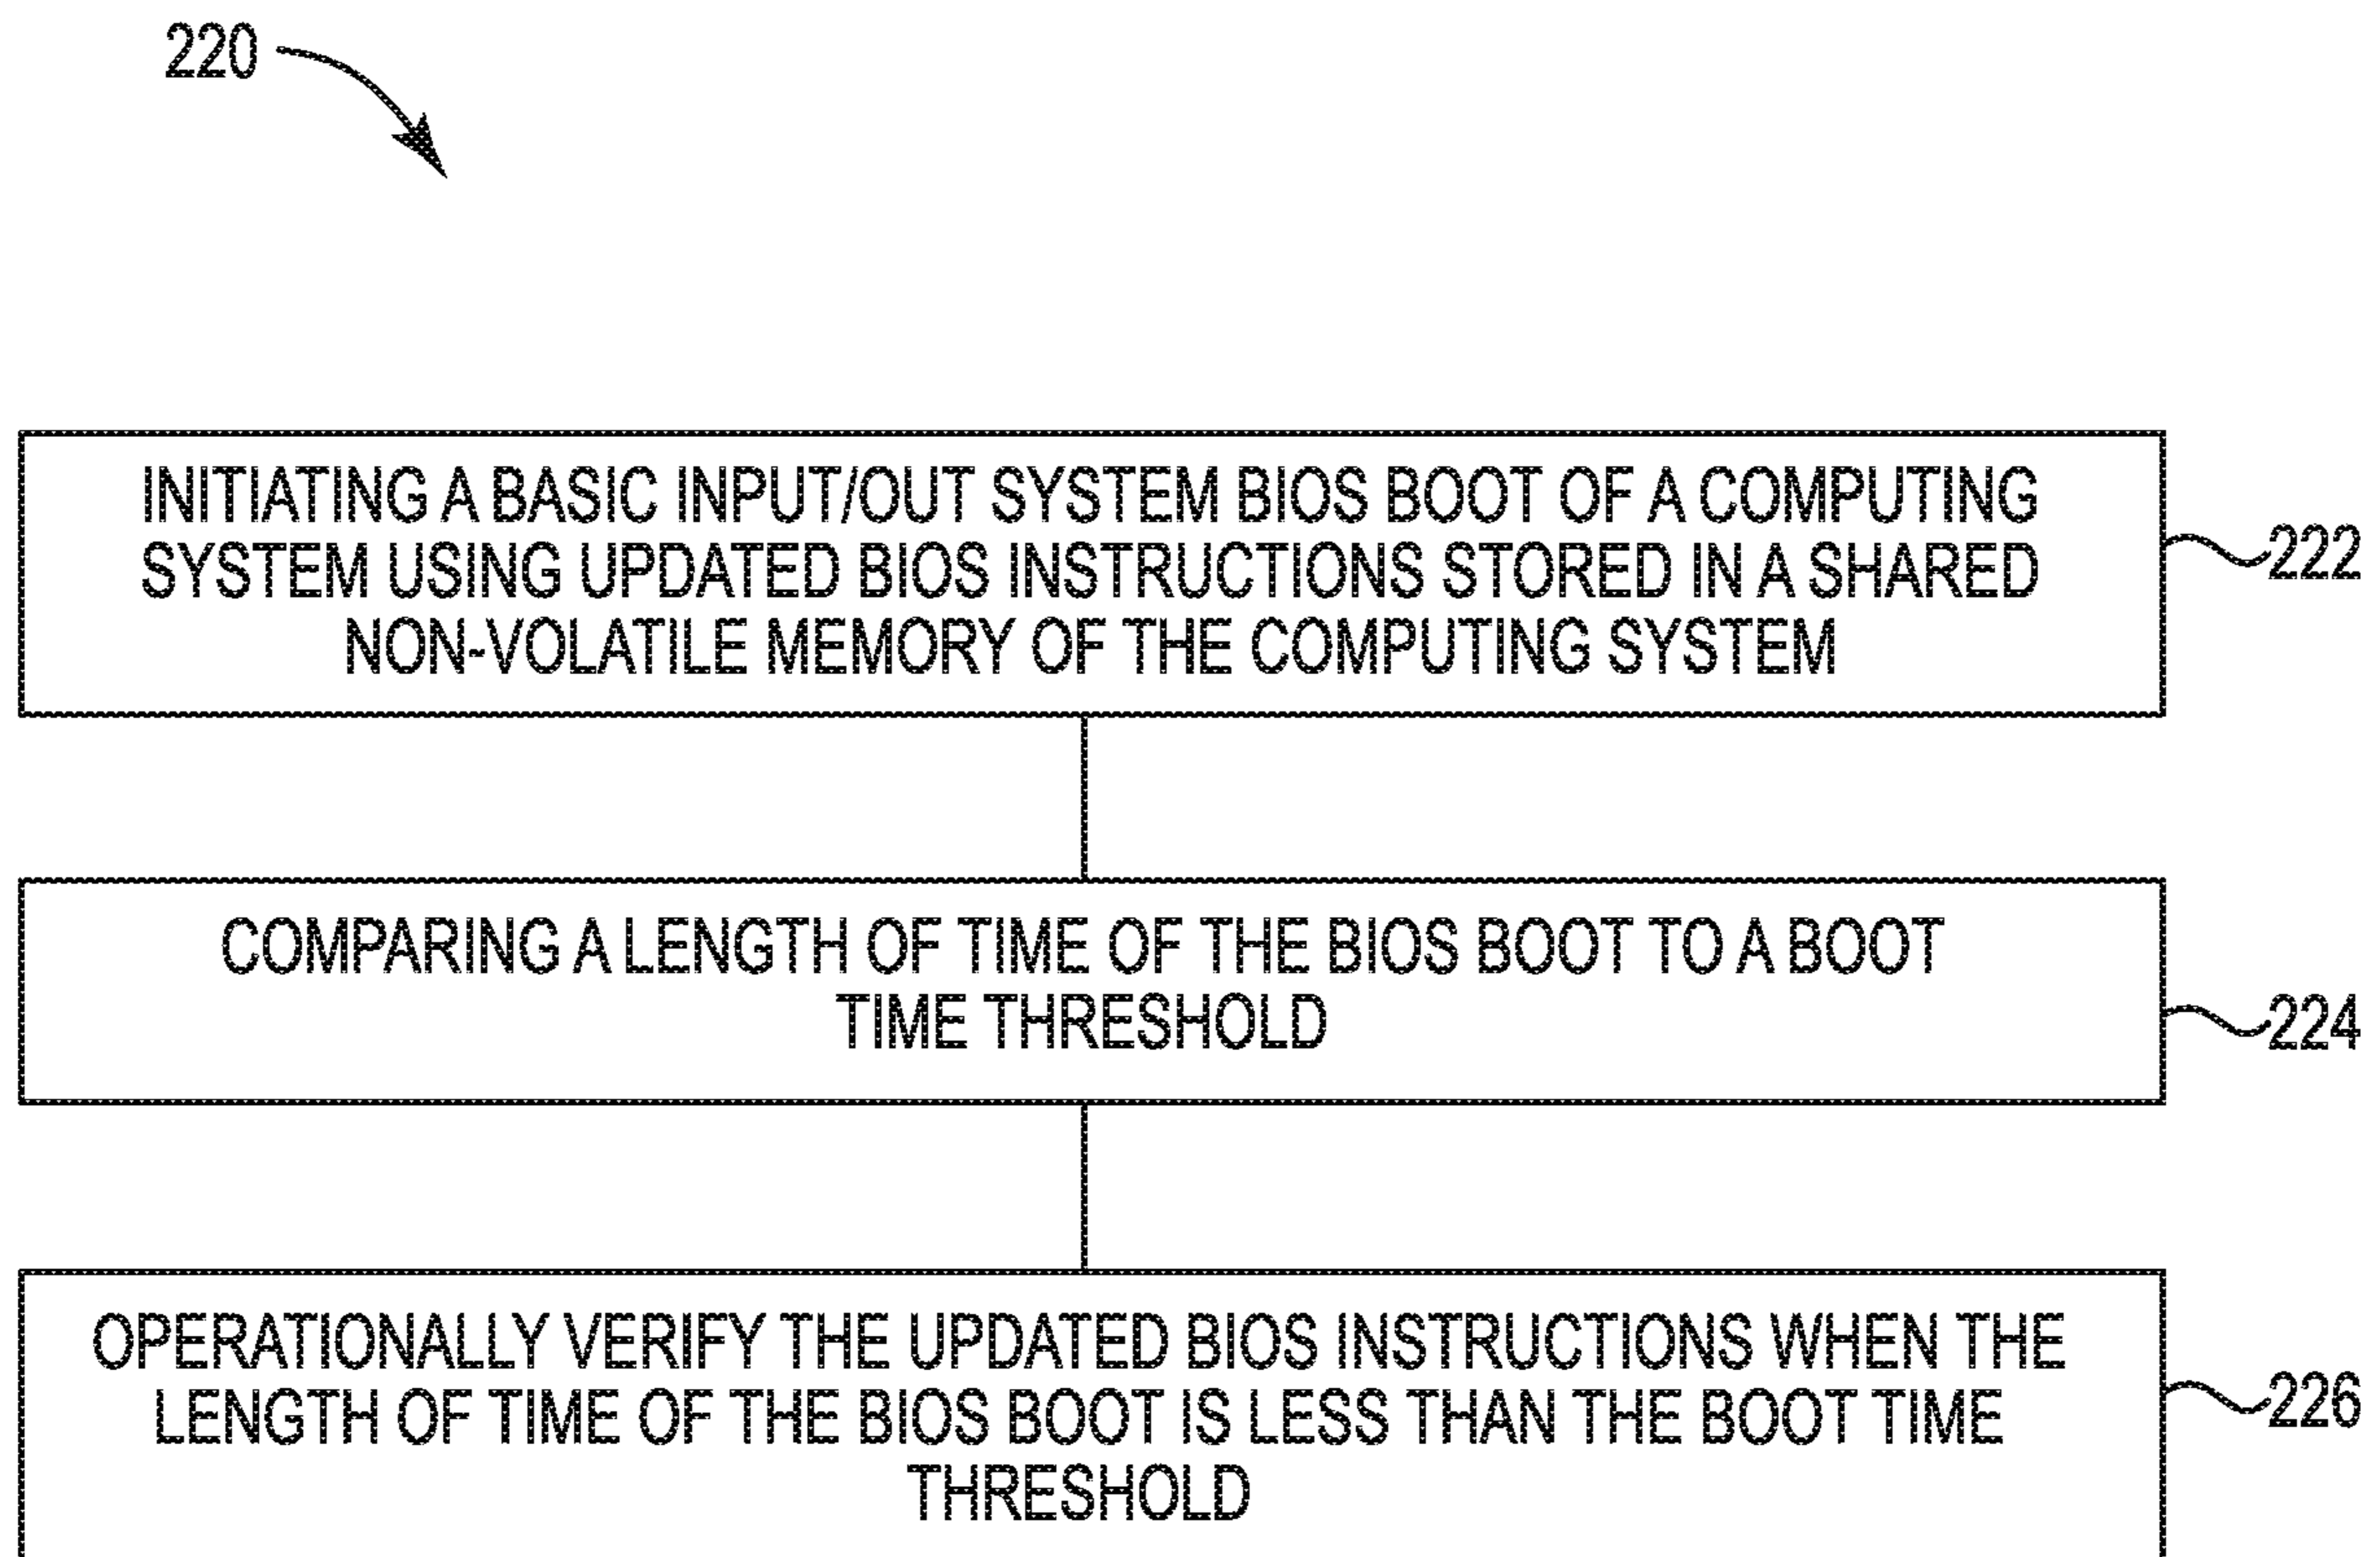 220
INITIATING A BASIC INPUT/OUT SYSTEM BIOS BOOT OF A COMPUTING
SYSTEM USING UPDATED BIOS INSTRUCTIONS STORED IN A SHARED
NON-VOLATILE MEMORY OF THE COMPUTING SYSTEM
222
COMPARING A LENGTH OF TIME OF THE BIOS BOOT TO A BOOT
TIME THRESHOLD
224
OPERATIONALLY VERIFY THE UPDATED BIOS INSTRUCTIONS WHEN THE
LENGTH OF TIME OF THE BIOS BOOT IS LESS THAN THE BOOT TIME
THRESHOLD
226